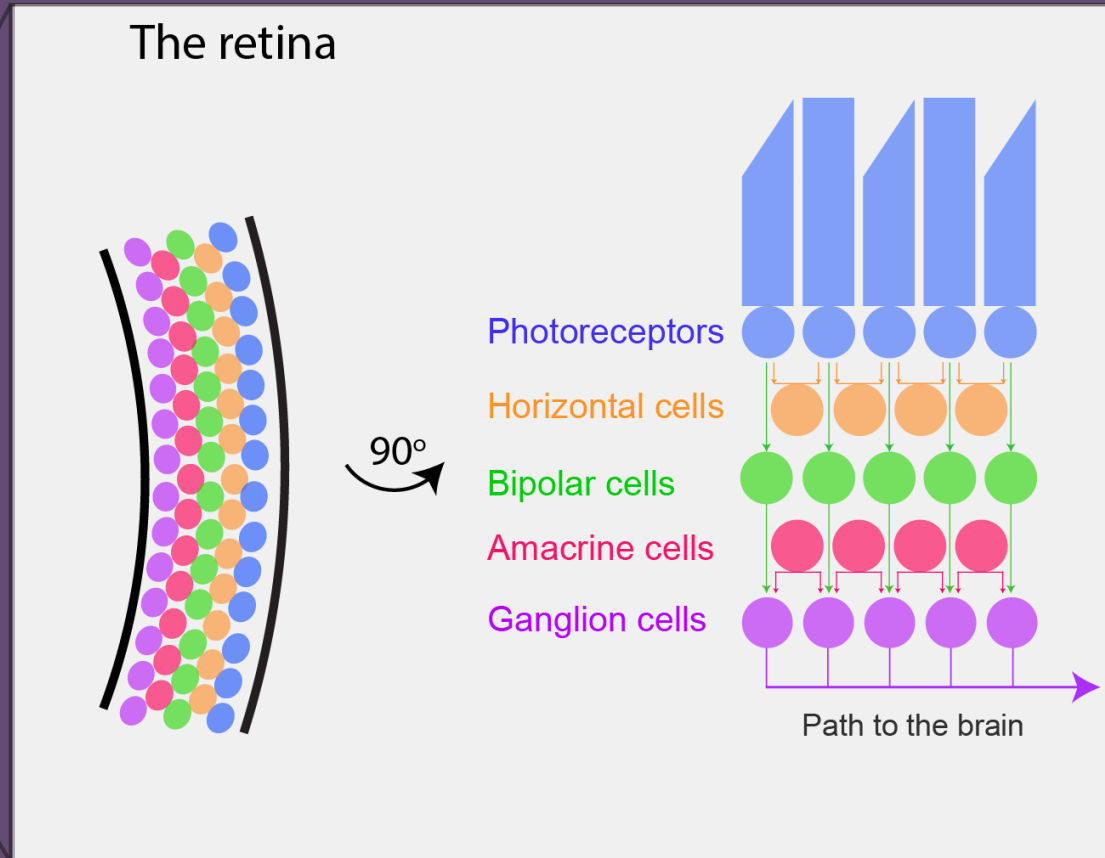 The retina
90°
Photoreceptors
Horizontal cells
Bipolar cells
Amacrine cells
Ganglion cells
Path to the brain